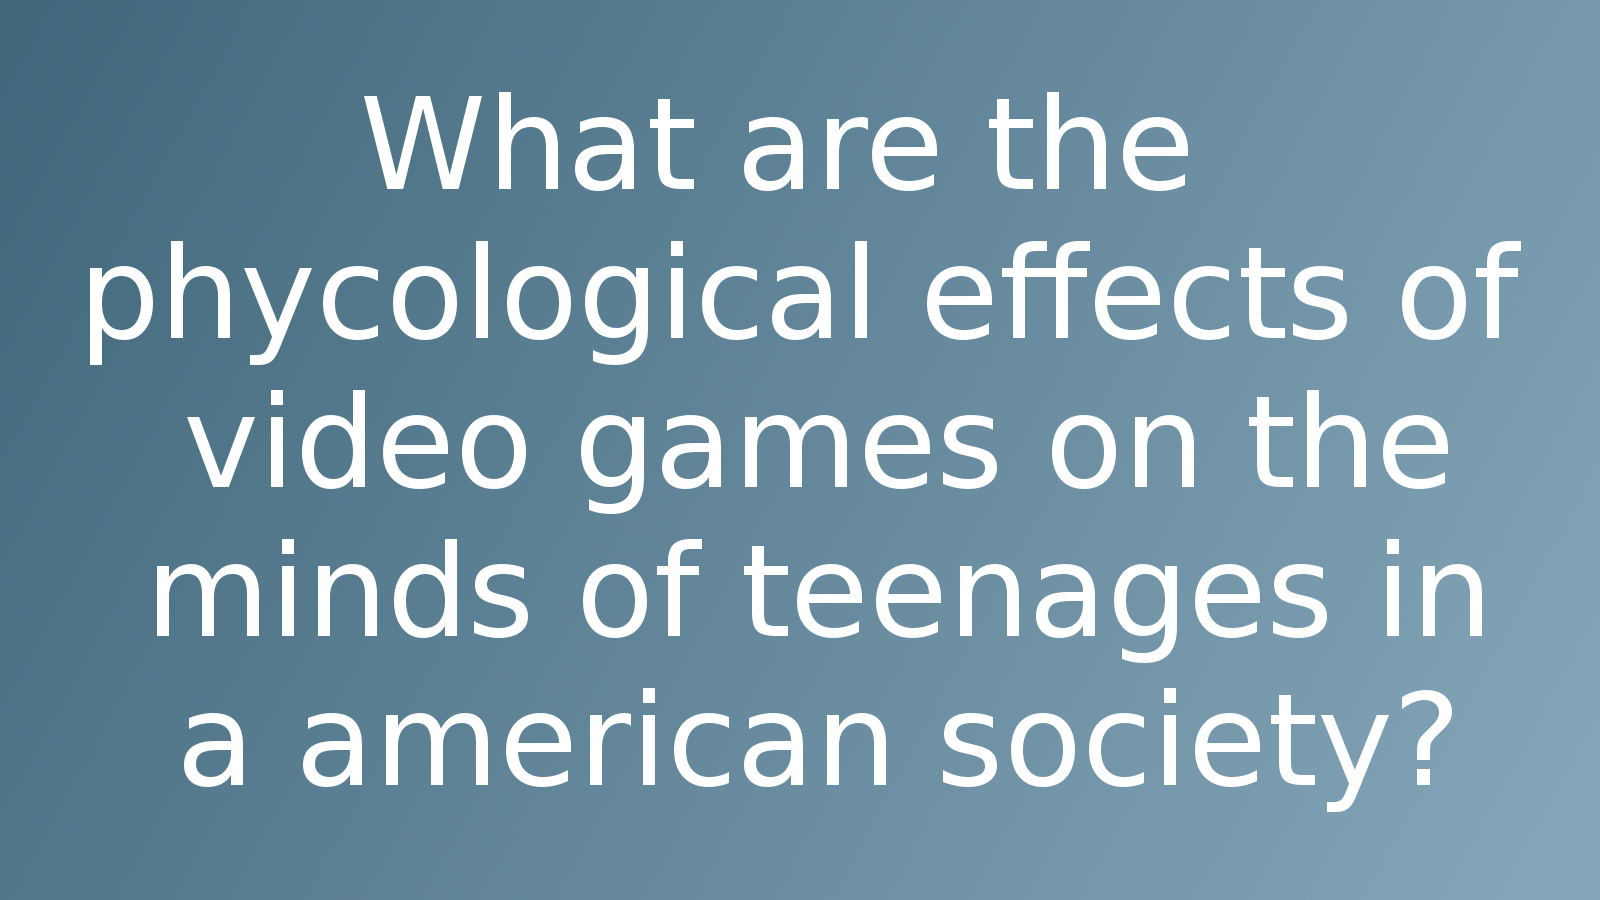 What are the
phycological effects of
video games on the
minds of teenages in
a american society?